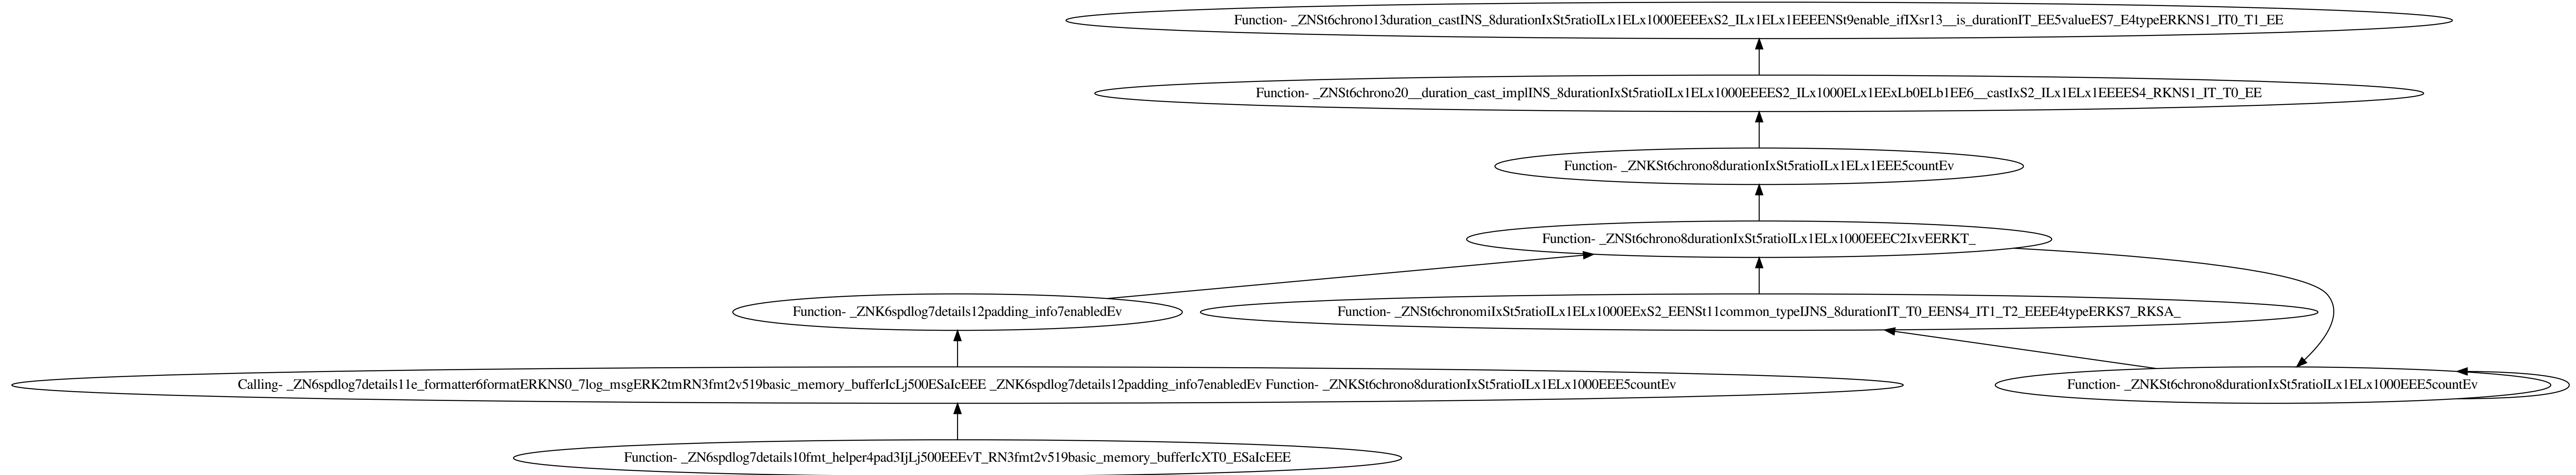 Function- _ZNSt6chrono13duration_castINS_8durationIxSt5ratioILx1ELx1000EEEExS2_ILx1ELx1EEEENSt9enable_ifIXsr13__is_durationIT_EE5valueES7_E4typeERKNS1_IT0_T1_EE
Function- _ZNSt6chrono20__duration_cast_implINS_8durationIxSt5ratioILx1ELx1000EEEES2_ILx1000ELx1EExLb0ELb1EE6__castIxS2_ILx1ELx1EEEES4_RKNS1_IT_T0_EE
Function- _ZNKSt6chrono8durationIxSt5ratioILx1ELx1EEE5countEv
Function- _ZNSt6chrono8durationIxSt5ratioILx1ELx1000EEEC2IxvEERKT_
Function- _ZNK6spdlog7details12padding_info7enabledEv
Function- _ZNSt6chronomiIxSt5ratioILx1ELx1000EExS2_EENSt11common_typeIJNS_8durationIT_T0_EENS4_IT1_T2_EEEE4typeERKS7_RKSA_
Calling- _ZN6spdlog7details11e_formatter6formatERKNS0_7log_msgERK2tmRN3fmt2v519basic_memory_bufferIcLj500ESaIcEEE _ZNK6spdlog7details12padding_info7enabledEv Function- _ZNKSt6chrono8durationIxSt5ratioILx1ELx1000EEE5countEv
Function- _ZNKSt6chrono8durationIxSt5ratioILx1ELx1000EEE5countEv
Function- _ZN6spdlog7details10fmt_helper4pad3IjLj500EEEvT_RN3fmt2v519basic_memory_bufferIcXT0_ESaIcEEE